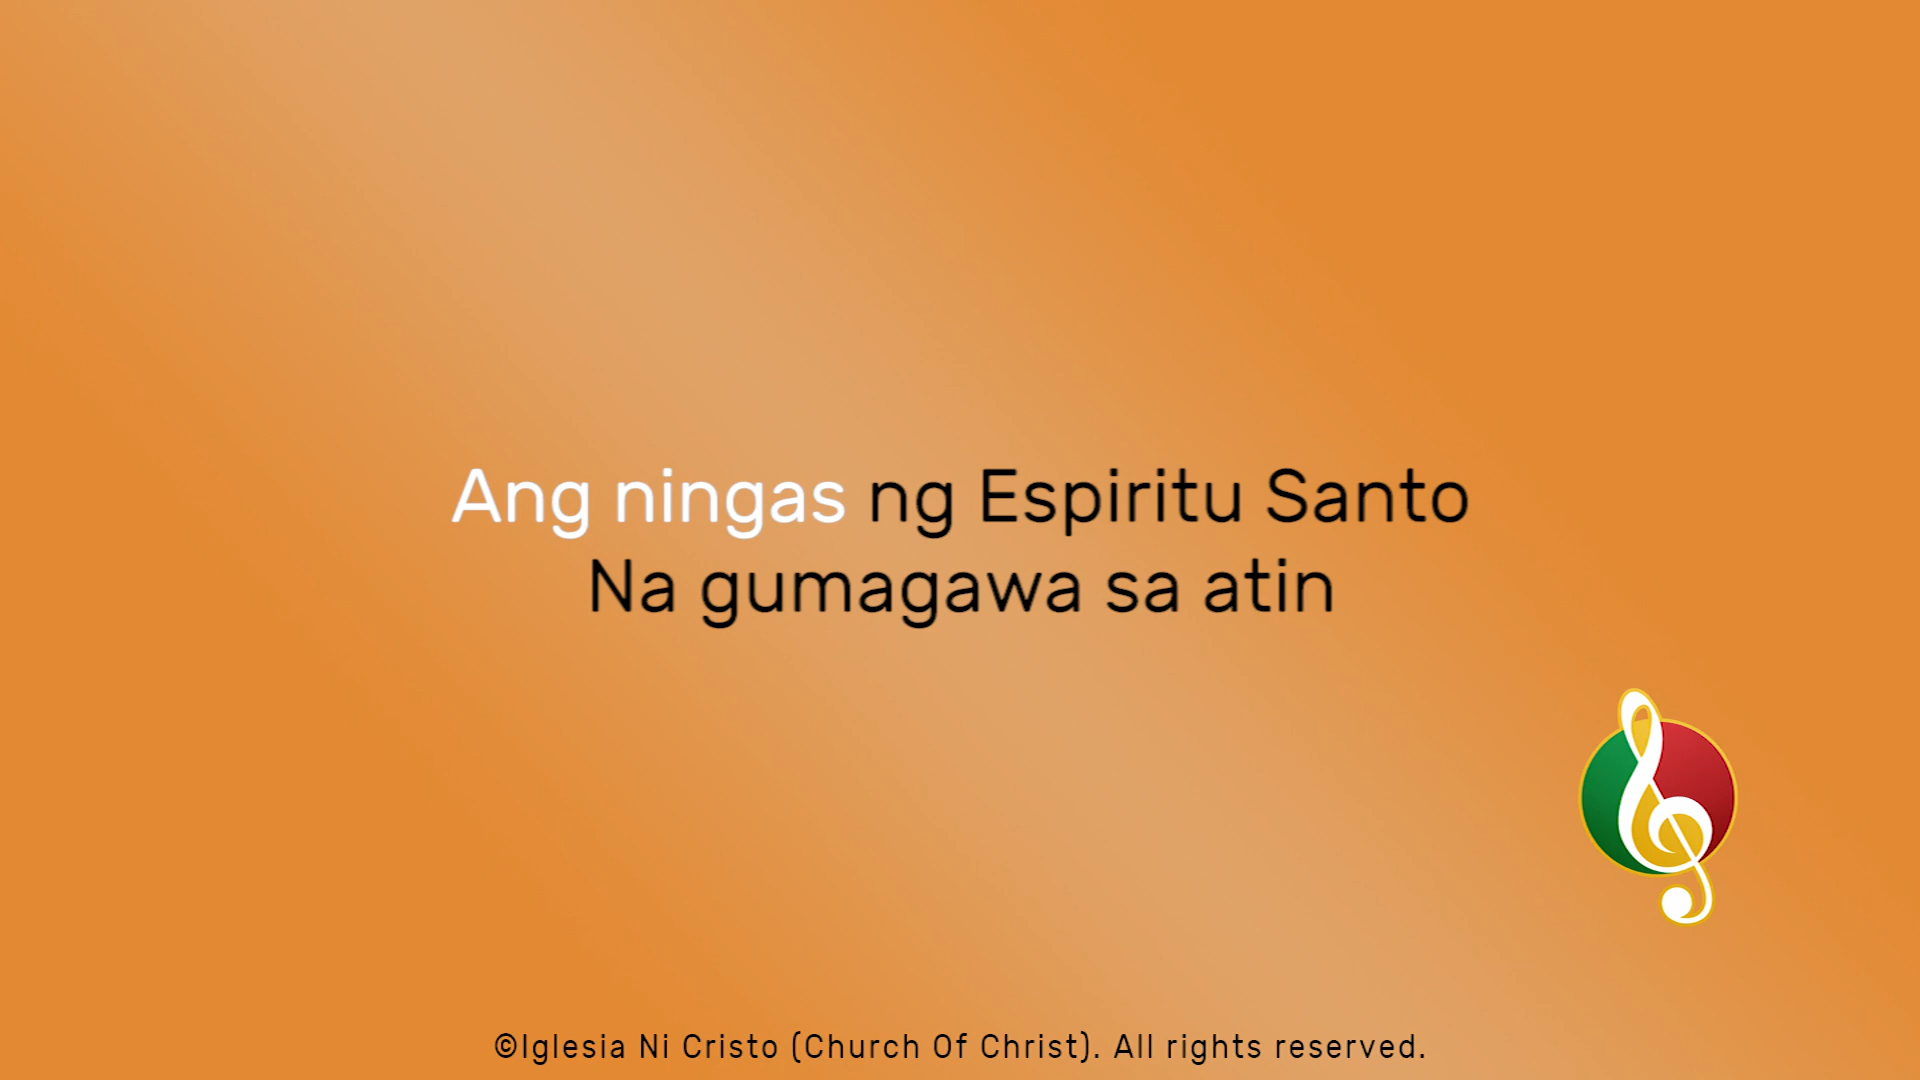 Ang ningas ng Espiritu Santo
Na gumagawa sa atin
©Iglesia Ni Cristo (Church Of Christ). All rights reserved.